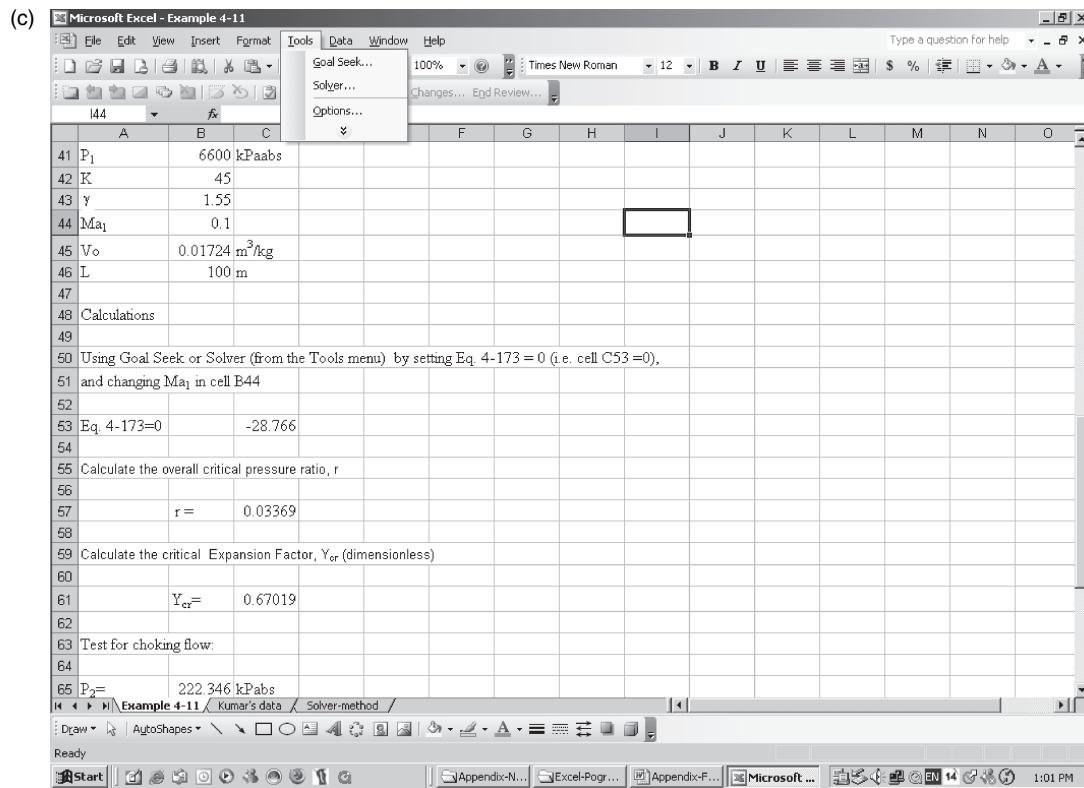 (c)
Microsoft Excel - Example 4-11
File Edit View Insert Format Tools Data Window Help Type a question for help
Goal Seek...
Solver...
Options...
100% Times New Roman 12 B I U $ %
Changes... End Review...
I44 fx
A B C F G H I J K L M N O
41 P₁ 6600 kPaabs
42 K 45
43 γ 1.55
44 Ma₁ 0.1
45 Vo 0.01724 m³/kg
46 L 100 m
47
48 Calculations
49
50 Using Goal Seek or Solver (from the Tools menu) by setting Eq. 4-173 = 0 (i.e. cell C53 =0),
51 and changing Ma₁ in cell B44
52
53 Eq. 4-173=0 -28.766
54
55 Calculate the overall critical pressure ratio, r
56
57 r = 0.03369
58
59 Calculate the critical Expansion Factor, Ycr (dimensionless)
60
61 Ycr= 0.67019
62
63 Test for choking flow:
64
65 P₂= 222.346 kPabs
Example 4-11 / Kumar's data / Solver-method /
Draw AutoShapes A
Ready
Start Appendix-N... Excel-Pogr... Appendix-F... Microsoft ... EN 14 1:01 PM